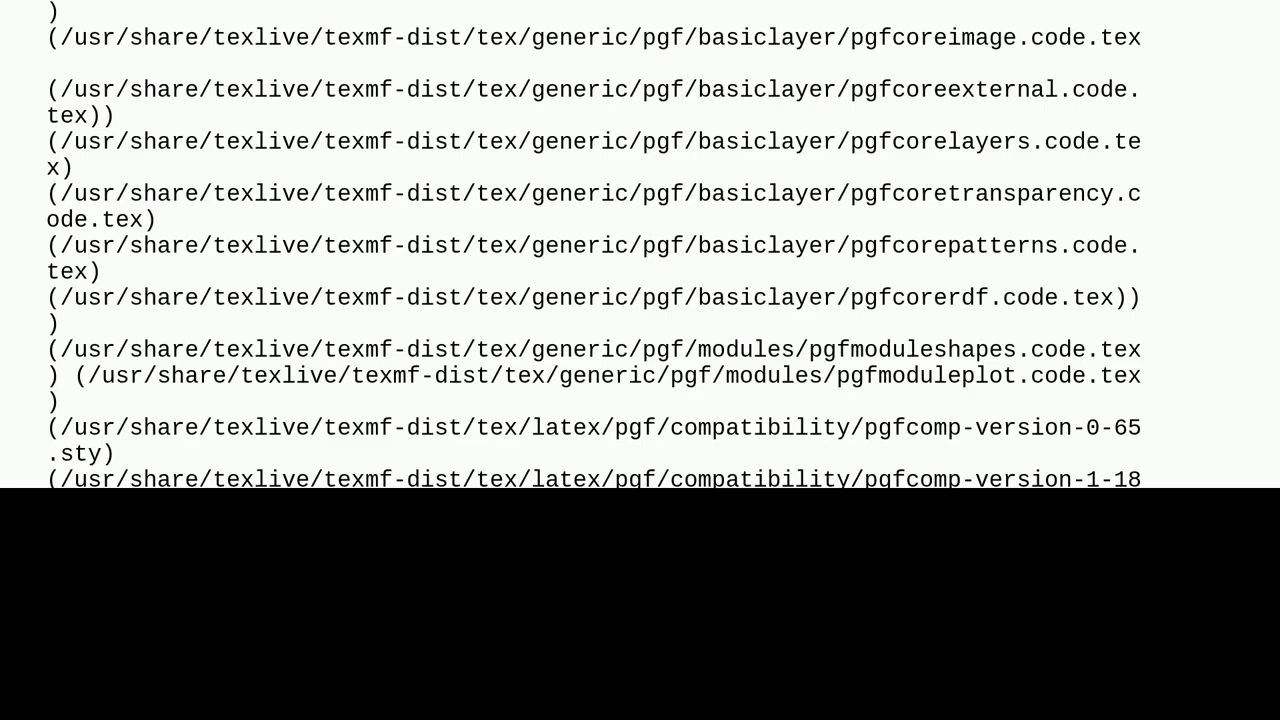 )
(/usr/share/texlive/texmf-dist/tex/generic/pgf/basiclayer/pgfcoreimage.code.tex
(/usr/share/texlive/texmf-dist/tex/generic/pgf/basiclayer/pgfcoreexternal.code.
tex))
(/usr/share/texlive/texmf-dist/tex/generic/pgf/basiclayer/pgfcorelayers.code.te
x)
(/usr/share/texlive/texmf-dist/tex/generic/pgf/basiclayer/pgfcoretransparency.c
ode.tex)
(/usr/share/texlive/texmf-dist/tex/generic/pgf/basiclayer/pgfcorepatterns.code.
tex)
(/usr/share/texlive/texmf-dist/tex/generic/pgf/basiclayer/pgfcorerdf.code.tex))
)
(/usr/share/texlive/texmf-dist/tex/generic/pgf/modules/pgfmoduleshapes.code.tex
) (/usr/share/texlive/texmf-dist/tex/generic/pgf/modules/pgfmoduleplot.code.tex
)
(/usr/share/texlive/texmf-dist/tex/latex/pgf/compatibility/pgfcomp-version-0-65
.sty)
(/usr/share/texlive/texmf-dist/tex/latex/pgf/compatibility/pgfcomp-version-1-18